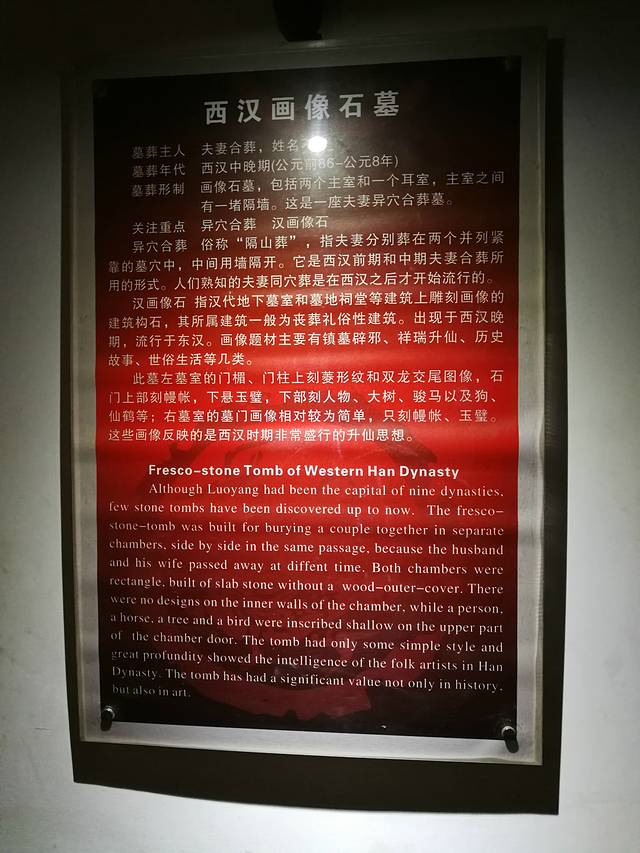 西汉画像石墓
墓葬主人 夫妻合葬，姓名
墓葬年代 西汉中晚期(公元前86-公元8年)
墓葬形制 画像石墓，包括两个主室和一个耳室，主室之间
有一堵隔墙。这是一座夫妻异穴合葬墓。
关注重点 异穴合葬 汉画像石
异穴合葬 俗称“隔山葬”，指夫妻分别葬在两个并列紧
靠的墓穴中，中间用墙隔开。它是西汉前期和中期夫妻合葬所
用的形式。人们熟知的夫妻同穴葬是在西汉之后才开始流行的。
汉画像石 指汉代地下墓室和墓地祠堂等建筑上雕刻画像的
建筑构石，其所属建筑一般为丧葬礼俗性建筑。出现于西汉晚
期，流行于东汉。画像题材主要有镇墓辟邪、祥瑞升仙、历史
故事、世俗生活等几类。
此墓左墓室的门楣、门柱上刻菱形纹和双龙交尾图像，石
门上部刻幔帐，下悬玉璧，下部刻人物、大树、骏马以及狗、
仙鹤等；右墓室的墓门画像相对较为简单，只刻幔帐、玉璧。
这些画像反映的是西汉时期非常盛行的升仙思想。
Fresco-stone Tomb of Western Han Dynasty
Although Luoyang had been the capital of nine dynasties,
few stone tombs have been discovered up to now. The fresco-
stone-tomb was built for burying a couple together in separate
chambers, side by side in the same passage, because the husband
and his wife passed away at diffent time. Both chambers were
rectangle, built of slab stone without a wood-outer-cover. There
were no designs on the inner walls of the chamber, while a person,
a horse, a tree and a bird were inscribed shallow on the upper part
of the chamber door. The tomb had only some simple style and
great profundity showed the intelligence of the folk artists in Han
Dynasty. The tomb has had a significant value not only in history,
but also in art.